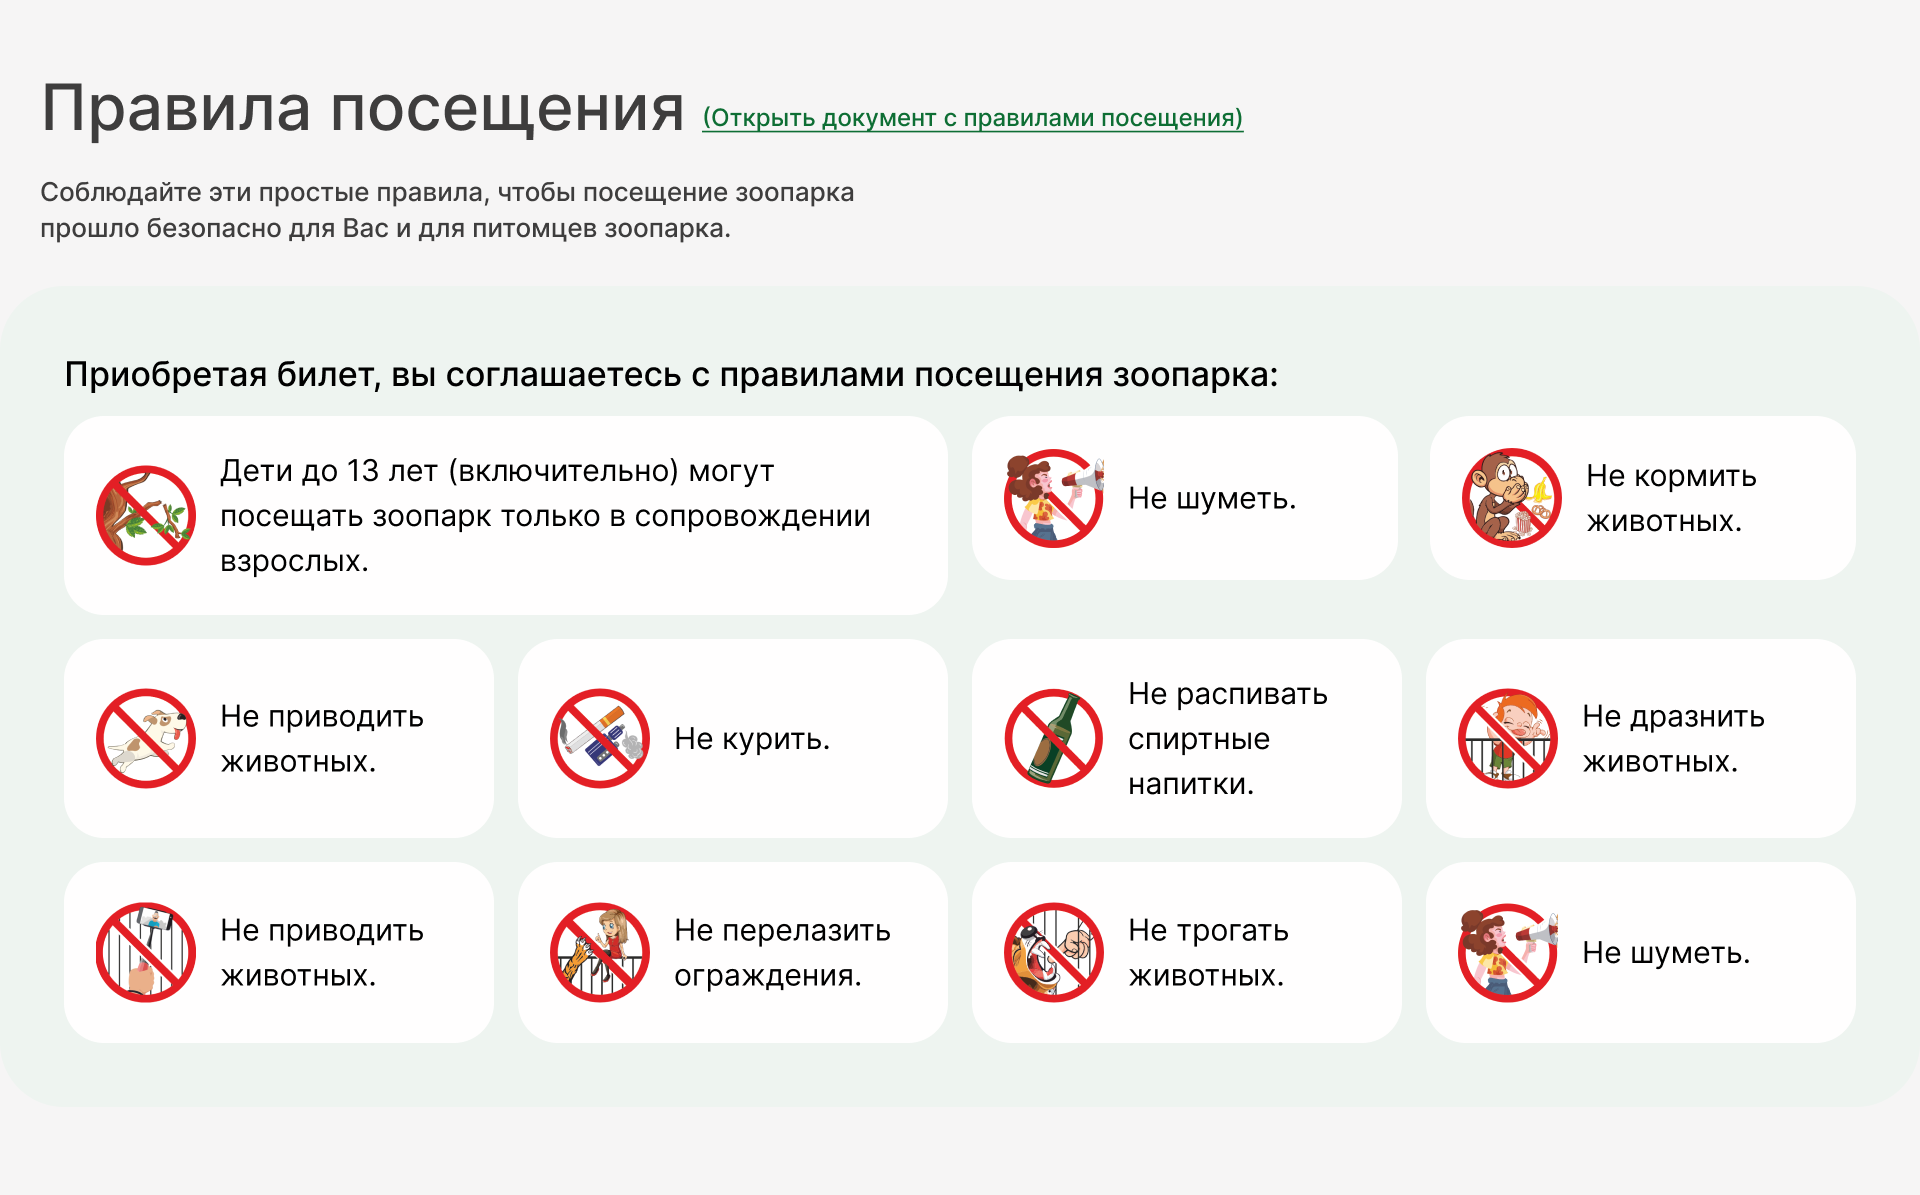 Правила посещения (Открыть документ с правилами посещения)
Соблюдайте эти простые правила, чтобы посещение зоопарка
прошло безопасно для Вас и для питомцев зоопарка.
Приобретая билет, вы соглашаетесь с правилами посещения зоопарка:
Дети до 13 лет (включительно) могут
посещать зоопарк только в сопровождении
взрослых.
Не шуметь.
Не кормить
животных.
Не приводить
животных.
Не курить.
Не распивать
спиртные
напитки.
Не дразнить
животных.
Не приводить
животных.
Не перелазить
ограждения.
Не трогать
животных.
Не шуметь.